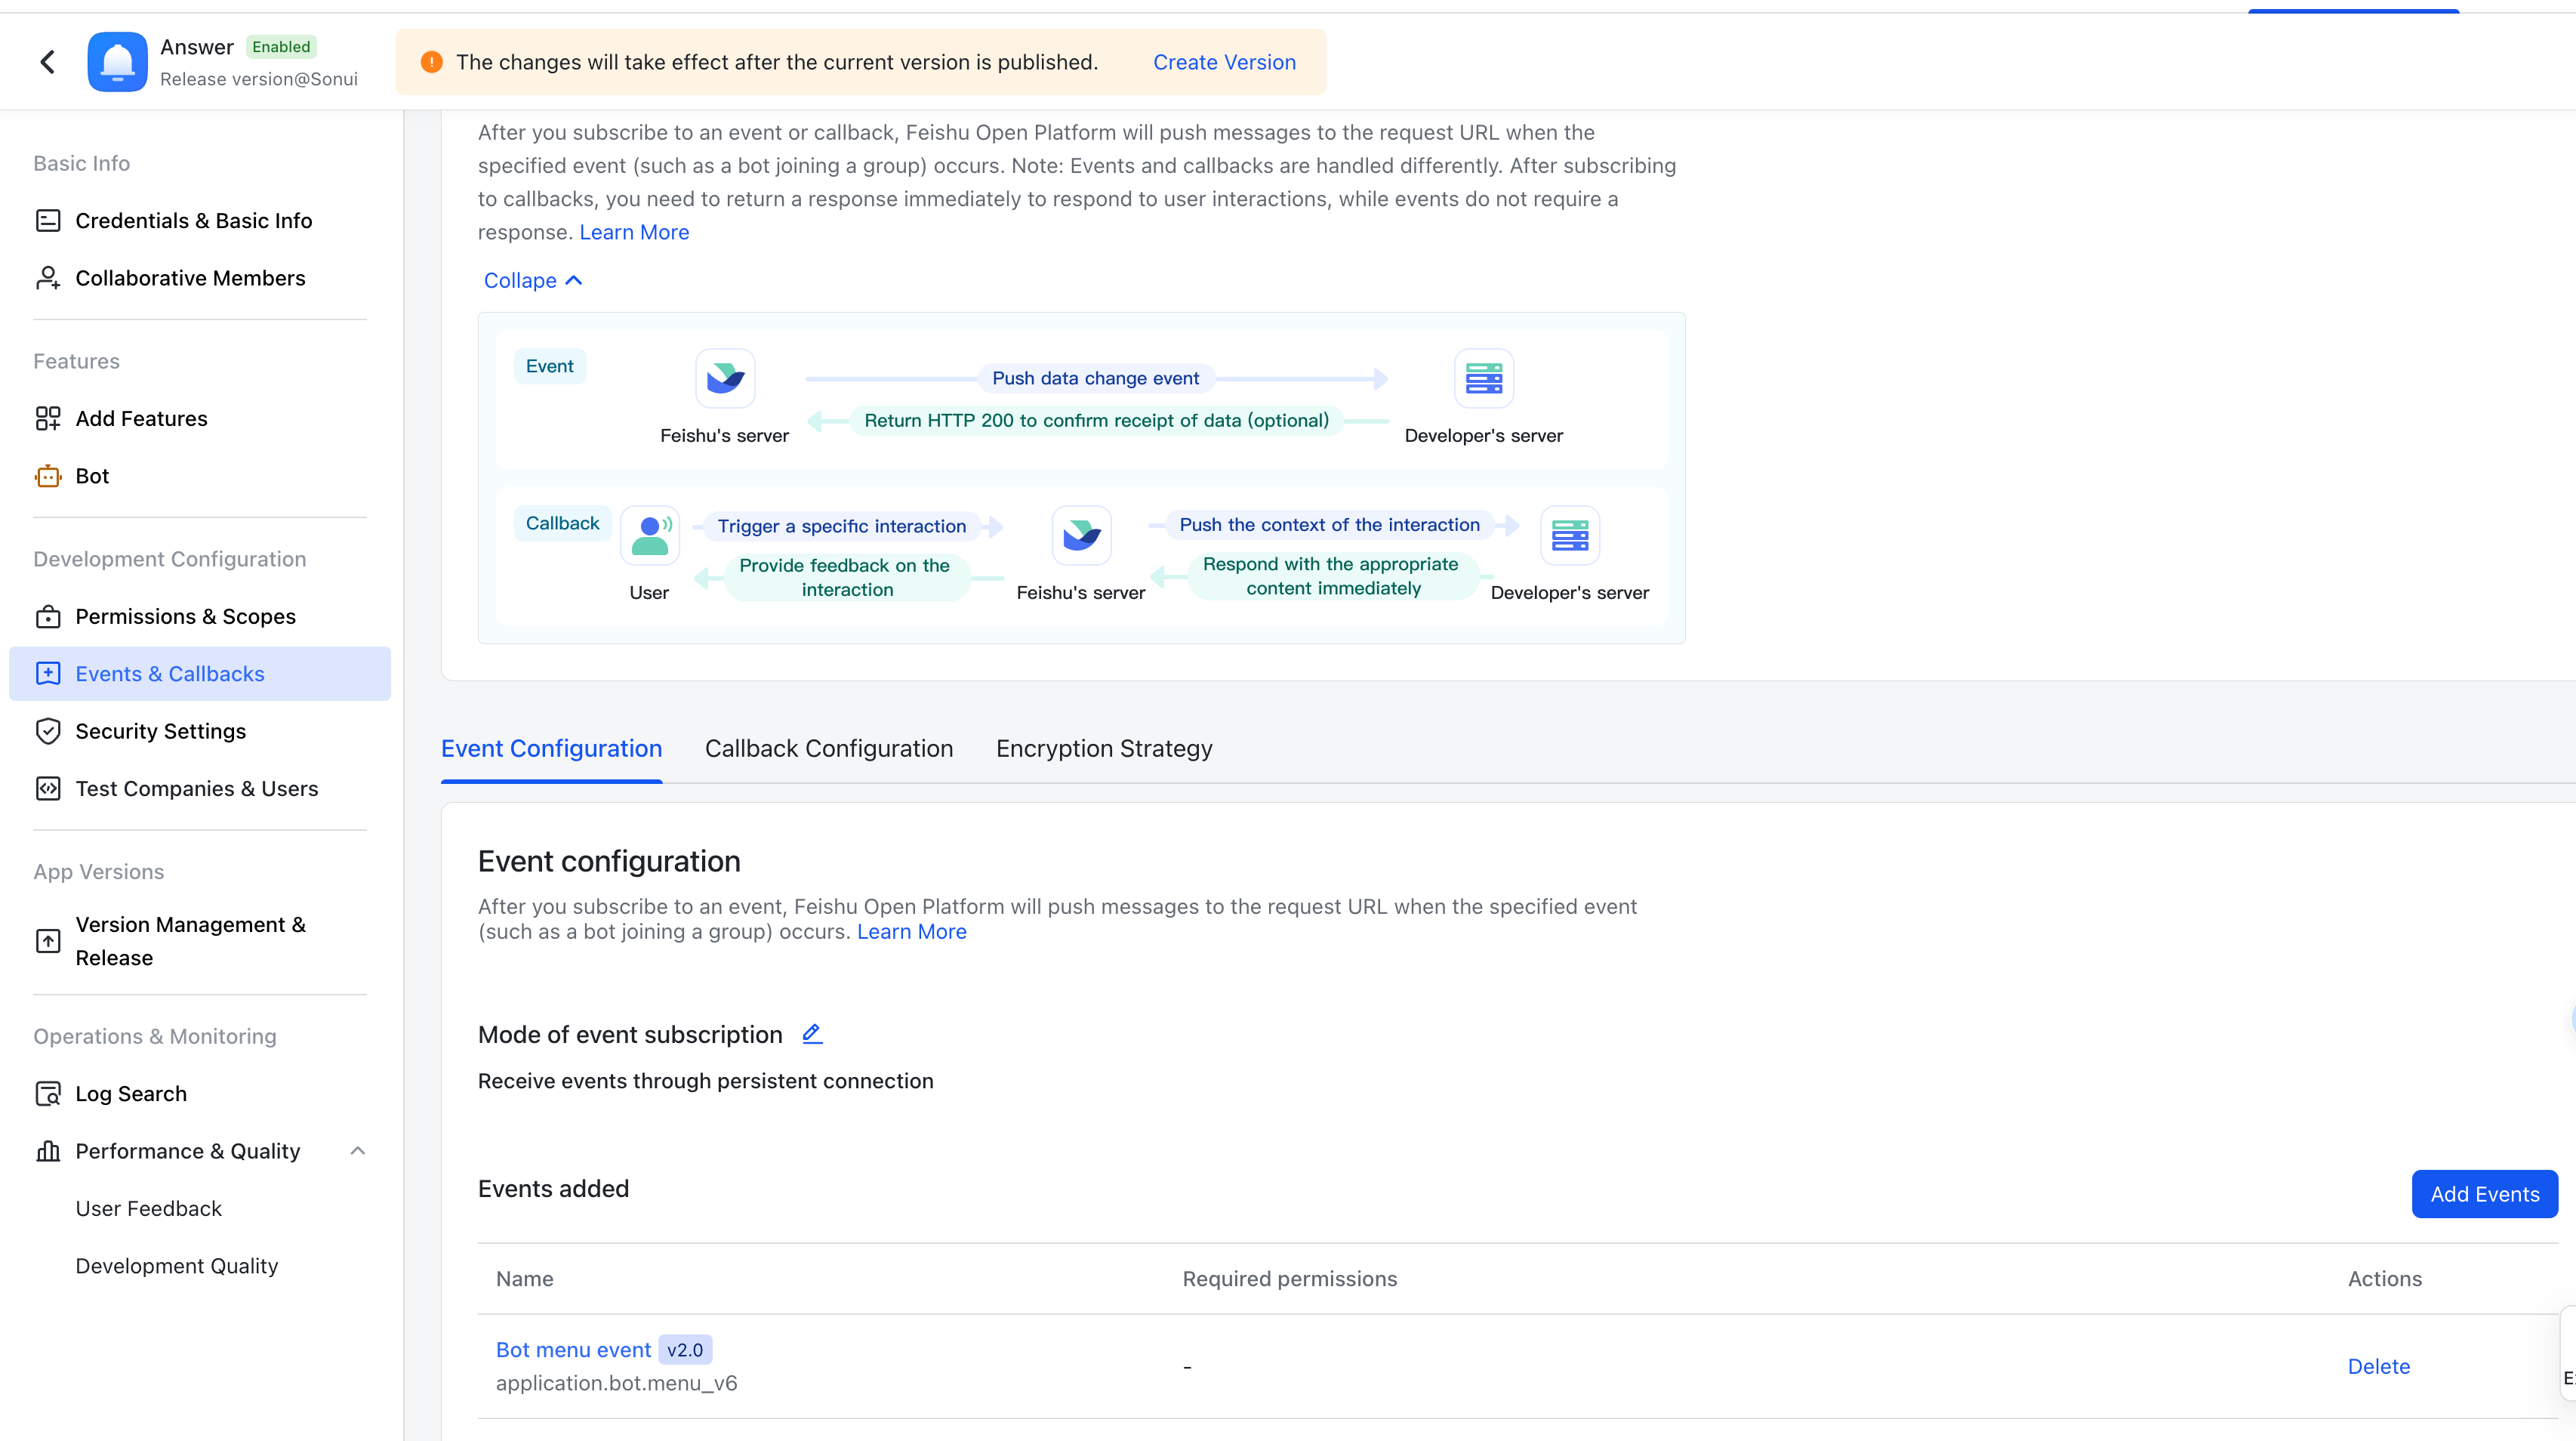 Answer Enabled
Release version@Sonui
The changes will take effect after the current version is published. Create Version
Basic Info
Credentials & Basic Info
Collaborative Members
Features
Add Features
Bot
Development Configuration
Permissions & Scopes
Events & Callbacks
Security Settings
Test Companies & Users
App Versions
Version Management &
Release
Operations & Monitoring
Log Search
Performance & Quality
User Feedback
Development Quality
After you subscribe to an event or callback, Feishu Open Platform will push messages to the request URL when the
specified event (such as a bot joining a group) occurs. Note: Events and callbacks are handled differently. After subscribing
to callbacks, you need to return a response immediately to respond to user interactions, while events do not require a
response. Learn More
Collape
Event
Push data change event
Return HTTP 200 to confirm receipt of data (optional)
Feishu's server
Developer's server
Callback
Trigger a specific interaction
Push the context of the interaction
Provide feedback on the
interaction
Respond with the appropriate
content immediately
User
Feishu's server
Developer's server
Event Configuration
Callback Configuration
Encryption Strategy
Event configuration
After you subscribe to an event, Feishu Open Platform will push messages to the request URL when the specified event
(such as a bot joining a group) occurs. Learn More
Mode of event subscription
Receive events through persistent connection
Events added
Add Events
Name
Required permissions
Actions
Bot menu event v2.0
application.bot.menu_v6
-
Delete